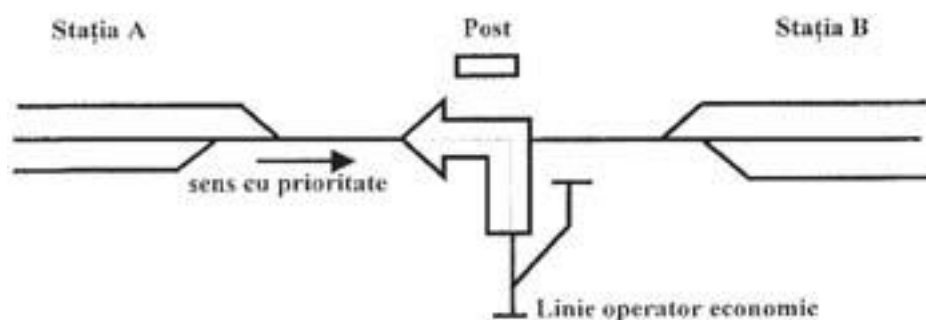 Stația A
Post
Stația B
sens cu prioritate
Linie operator economic